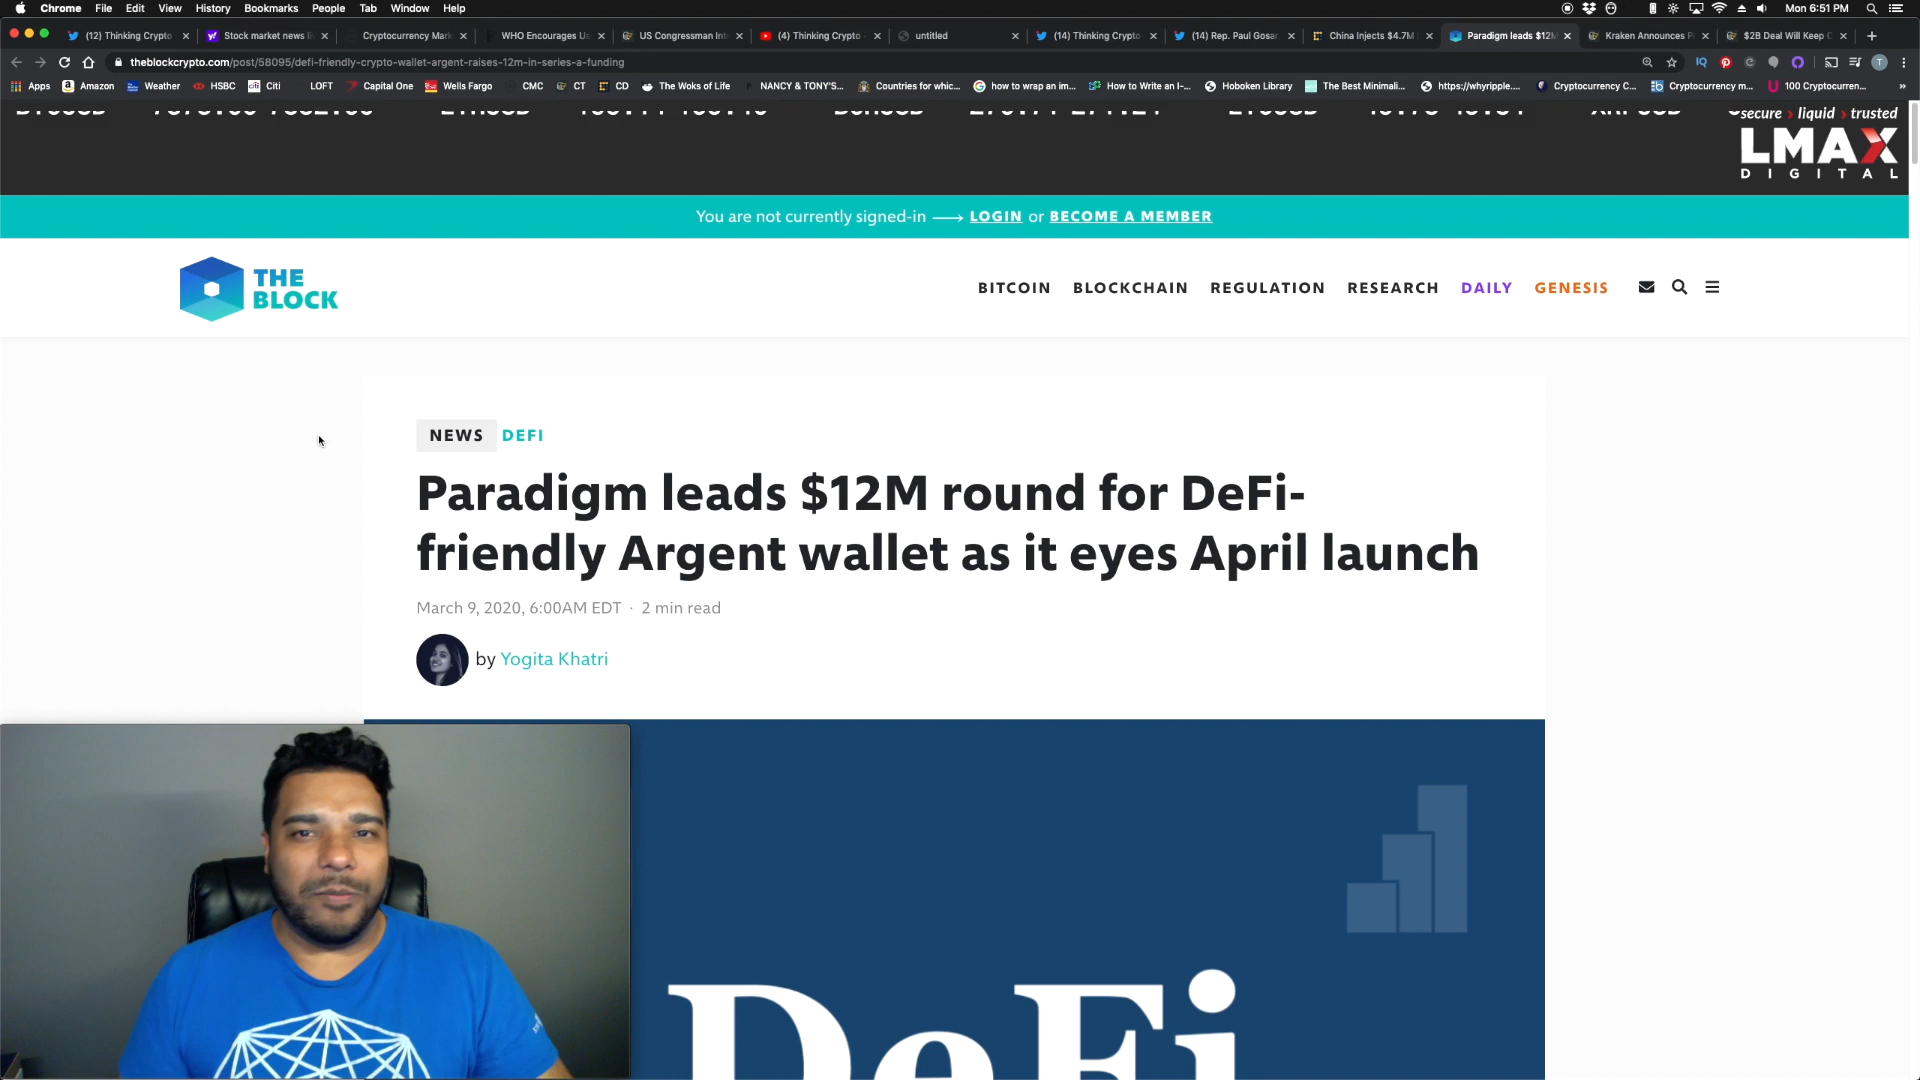 Chrome File Edit View History Bookmarks People Tab Window Help Mon 6:51 PM
(12) Thinking Crypto Stock market news li Cryptocurrency Mark WHO Encourages Us US Congressman Int (4) Thinking Crypto - untitled (14) Thinking Crypto (14) Rep. Paul Gosar China Injects $4.7M Paradigm leads $12M Kraken Announces P $2B Deal Will Keep C
theblockcrypto.com/post/58095/defi-friendly-crypto-wallet-argent-raises-12m-in-series-a-funding
Apps Amazon Weather HSBC Citi LOFT Capital One Wells Fargo CMC CT CD The Woks of Life NANCY & TONY'S... Countries for whic... how to wrap an im... How to Write an I-... Hoboken Library The Best Minimali... https://whyripple.... Cryptocurrency C... Cryptocurrency m... 100 Cryptocurren... »
secure › liquid › trusted
LMAX
DIGITAL
You are not currently signed-in ⟶ LOGIN or BECOME A MEMBER
THE
BLOCK
BITCOIN BLOCKCHAIN REGULATION RESEARCH DAILY GENESIS
NEWS DEFI
Paradigm leads $12M round for DeFi-
friendly Argent wallet as it eyes April launch
March 9, 2020, 6:00AM EDT · 2 min read
by Yogita Khatri
DeFi